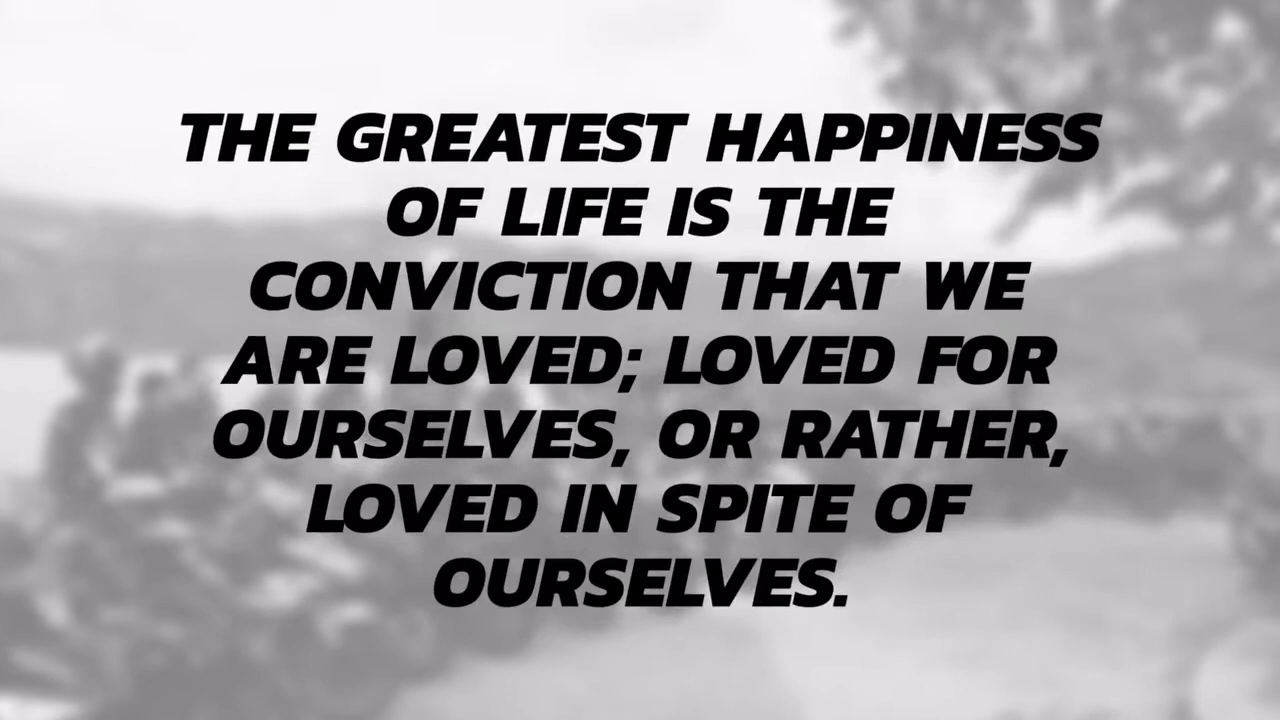 THE GREATEST HAPPINESS
OF LIFE IS THE
CONVICTION THAT WE
ARE LOVED; LOVED FOR
OURSELVES, OR RATHER,
LOVED IN SPITE OF
OURSELVES.